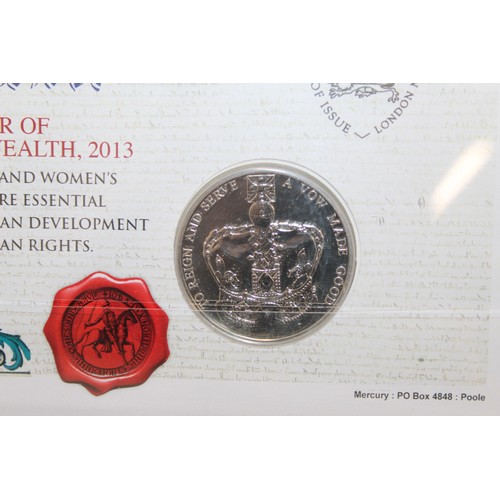 OF ISSUE – LONDON
R OF
EALTH, 2013
AND WOMEN'S
RE ESSENTIAL
AN DEVELOPMENT
AN RIGHTS.
TO REIGN AND SERVE A VOW MADE GOOD
Mercury : PO Box 4848 : Poole